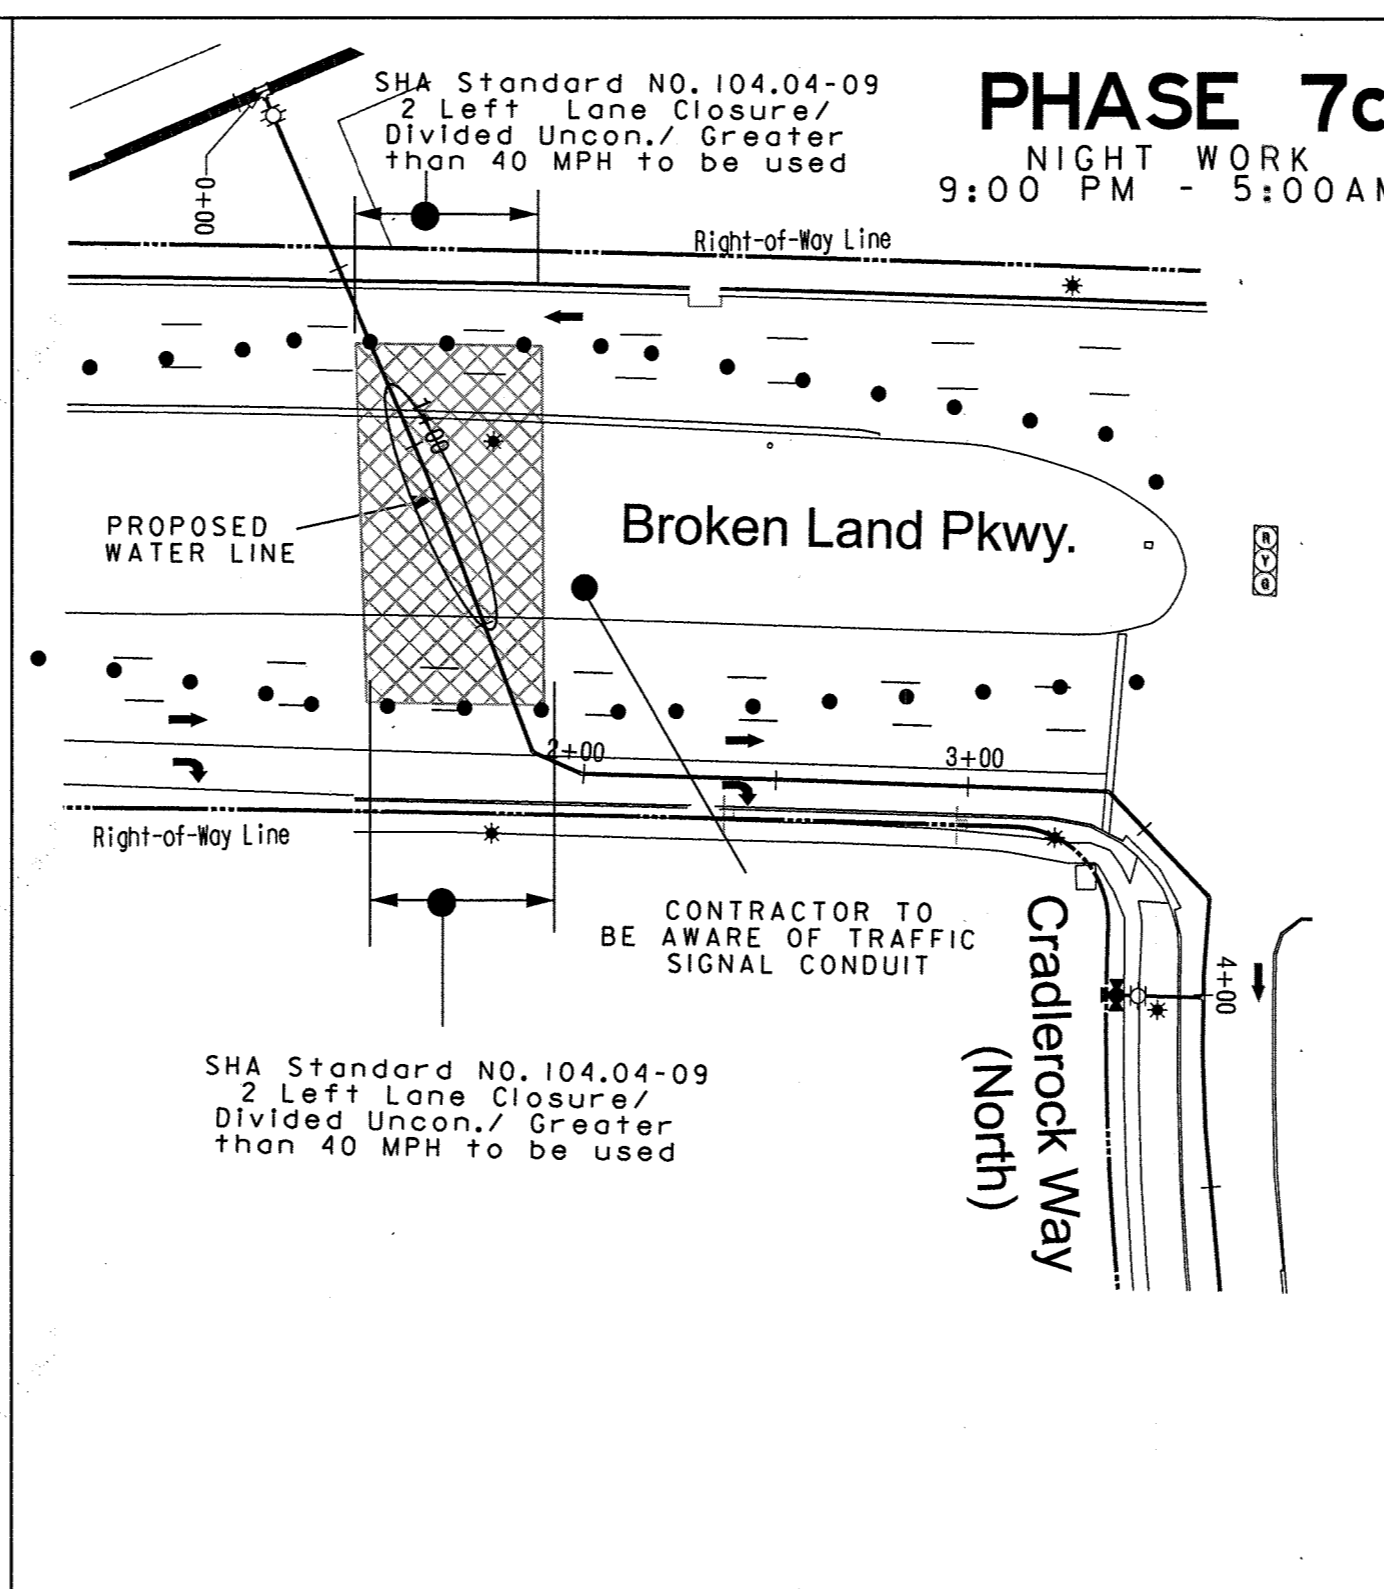 SHA Standard NO. 104.04-09
2 Left Lane Closure/
Divided Uncon./ Greater
than 40 MPH to be used
PHASE 7c
NIGHT WORK
9:00 PM - 5:00AM
0+00
Right-of-Way Line
1+00
PROPOSED
WATER LINE
Broken Land Pkwy.
R
Y
G
2+00
3+00
Right-of-Way Line
CONTRACTOR TO
BE AWARE OF TRAFFIC
SIGNAL CONDUIT
Cradlerock Way
(North)
4+00
SHA Standard NO. 104.04-09
2 Left Lane Closure/
Divided Uncon./ Greater
than 40 MPH to be used